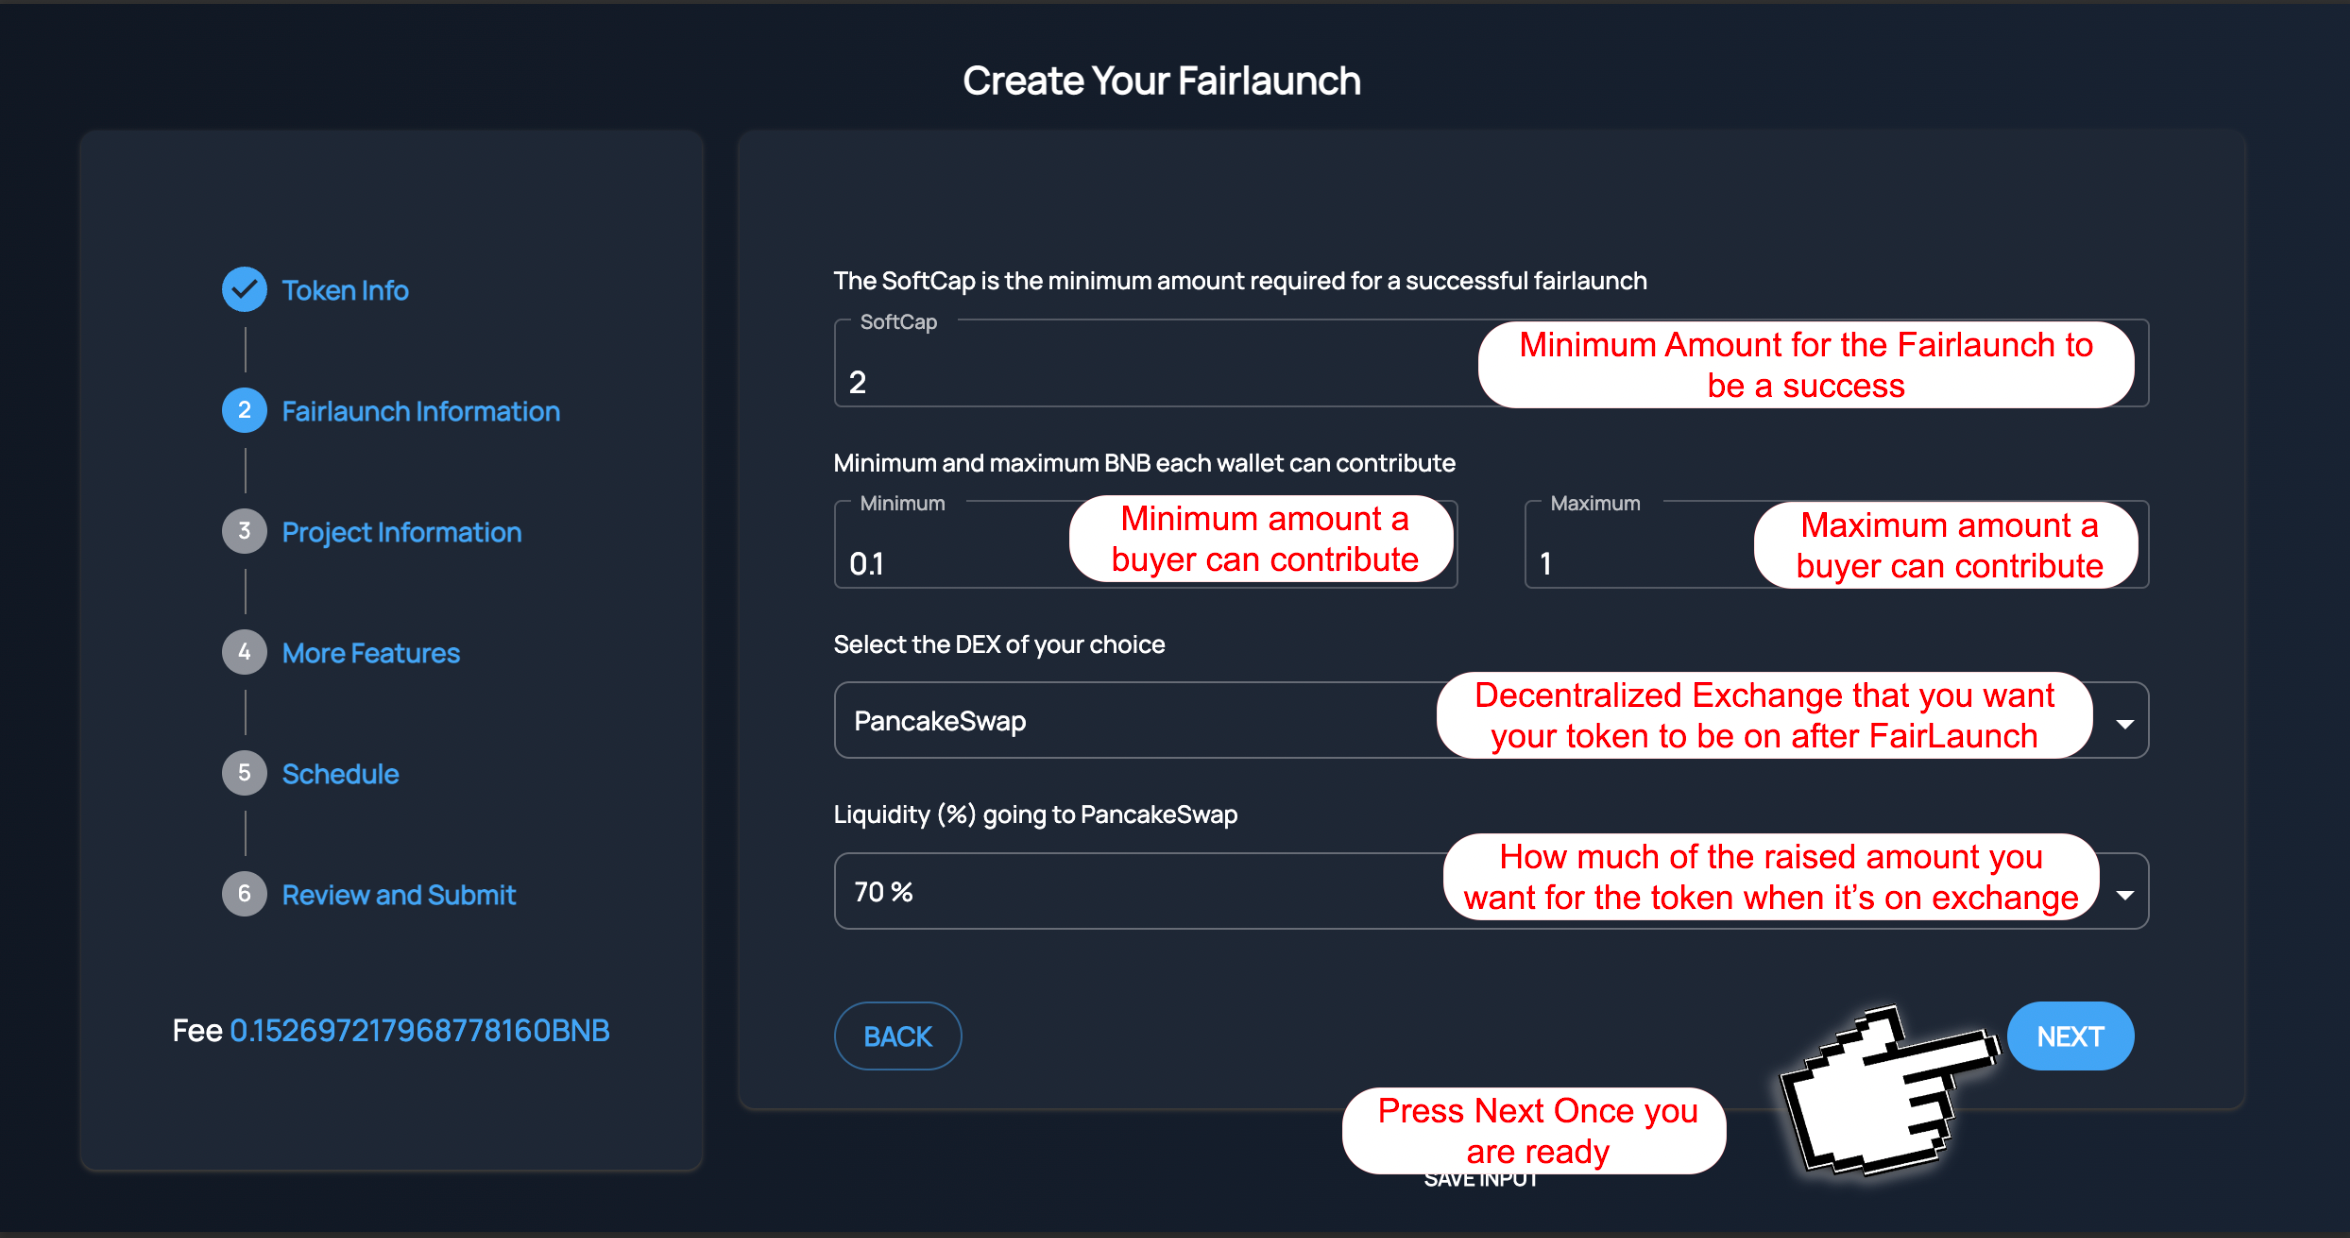 Create Your Fairlaunch
Token Info
2 Fairlaunch Information
3 Project Information
4 More Features
5 Schedule
6 Review and Submit
Fee 0.152697217968778160BNB
The SoftCap is the minimum amount required for a successful fairlaunch
SoftCap
2
Minimum Amount for the Fairlaunch to
be a success
Minimum and maximum BNB each wallet can contribute
Minimum
0.1
Minimum amount a
buyer can contribute
Maximum
1
Maximum amount a
buyer can contribute
Select the DEX of your choice
PancakeSwap
Decentralized Exchange that you want
your token to be on after FairLaunch
Liquidity (%) going to PancakeSwap
70 %
How much of the raised amount you
want for the token when it’s on exchange
BACK
NEXT
Press Next Once you
are ready
SAVE INPUT